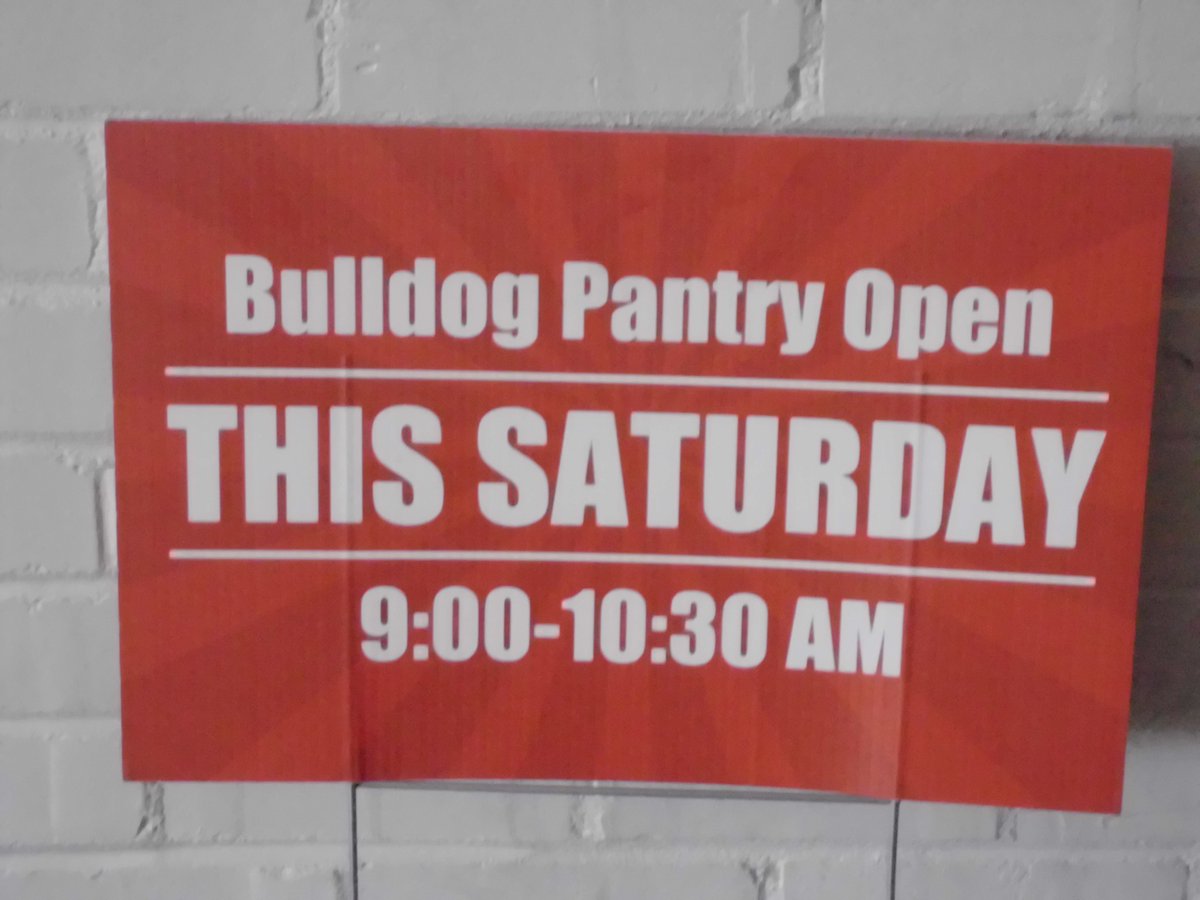 Bulldog Pantry Open
THIS SATURDAY
9:00-10:30 AM